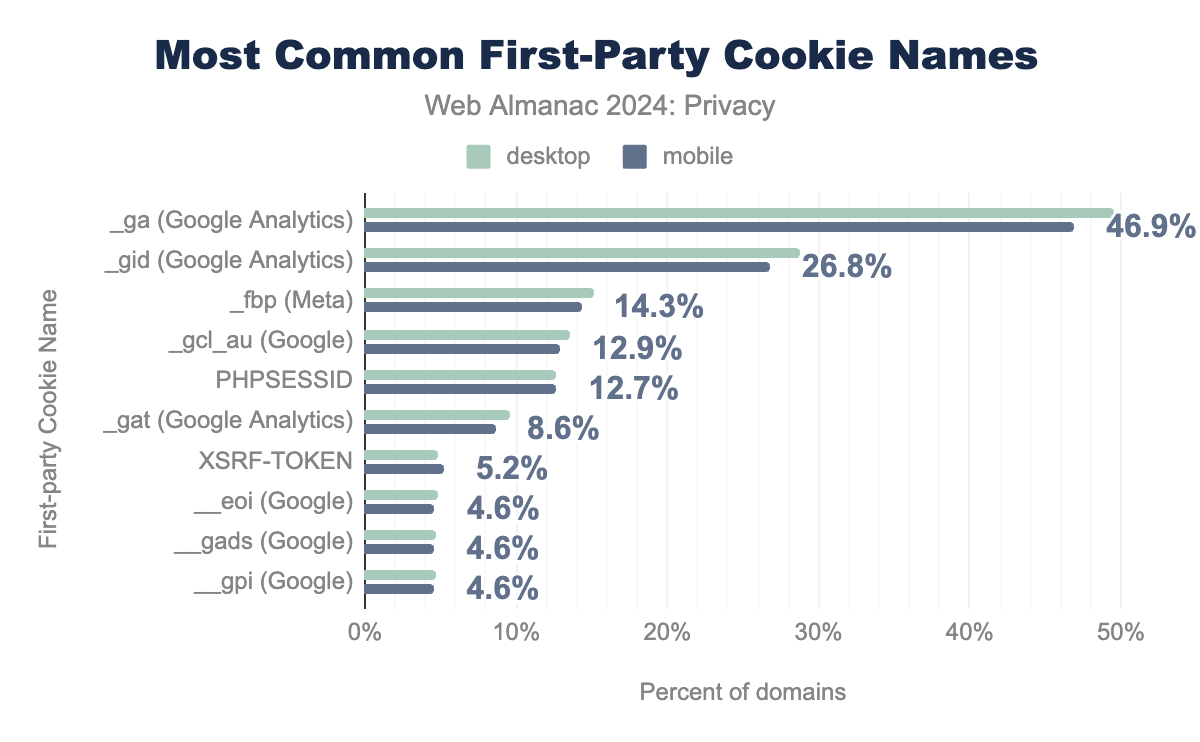 Most Common First-Party Cookie Names
Web Almanac 2024: Privacy
desktop mobile
First-party Cookie Name
_ga (Google Analytics) 46.9%
_gid (Google Analytics) 26.8%
_fbp (Meta) 14.3%
_gcl_au (Google) 12.9%
PHPSESSID 12.7%
_gat (Google Analytics) 8.6%
XSRF-TOKEN 5.2%
__eoi (Google) 4.6%
__gads (Google) 4.6%
__gpi (Google) 4.6%
0% 10% 20% 30% 40% 50%
Percent of domains